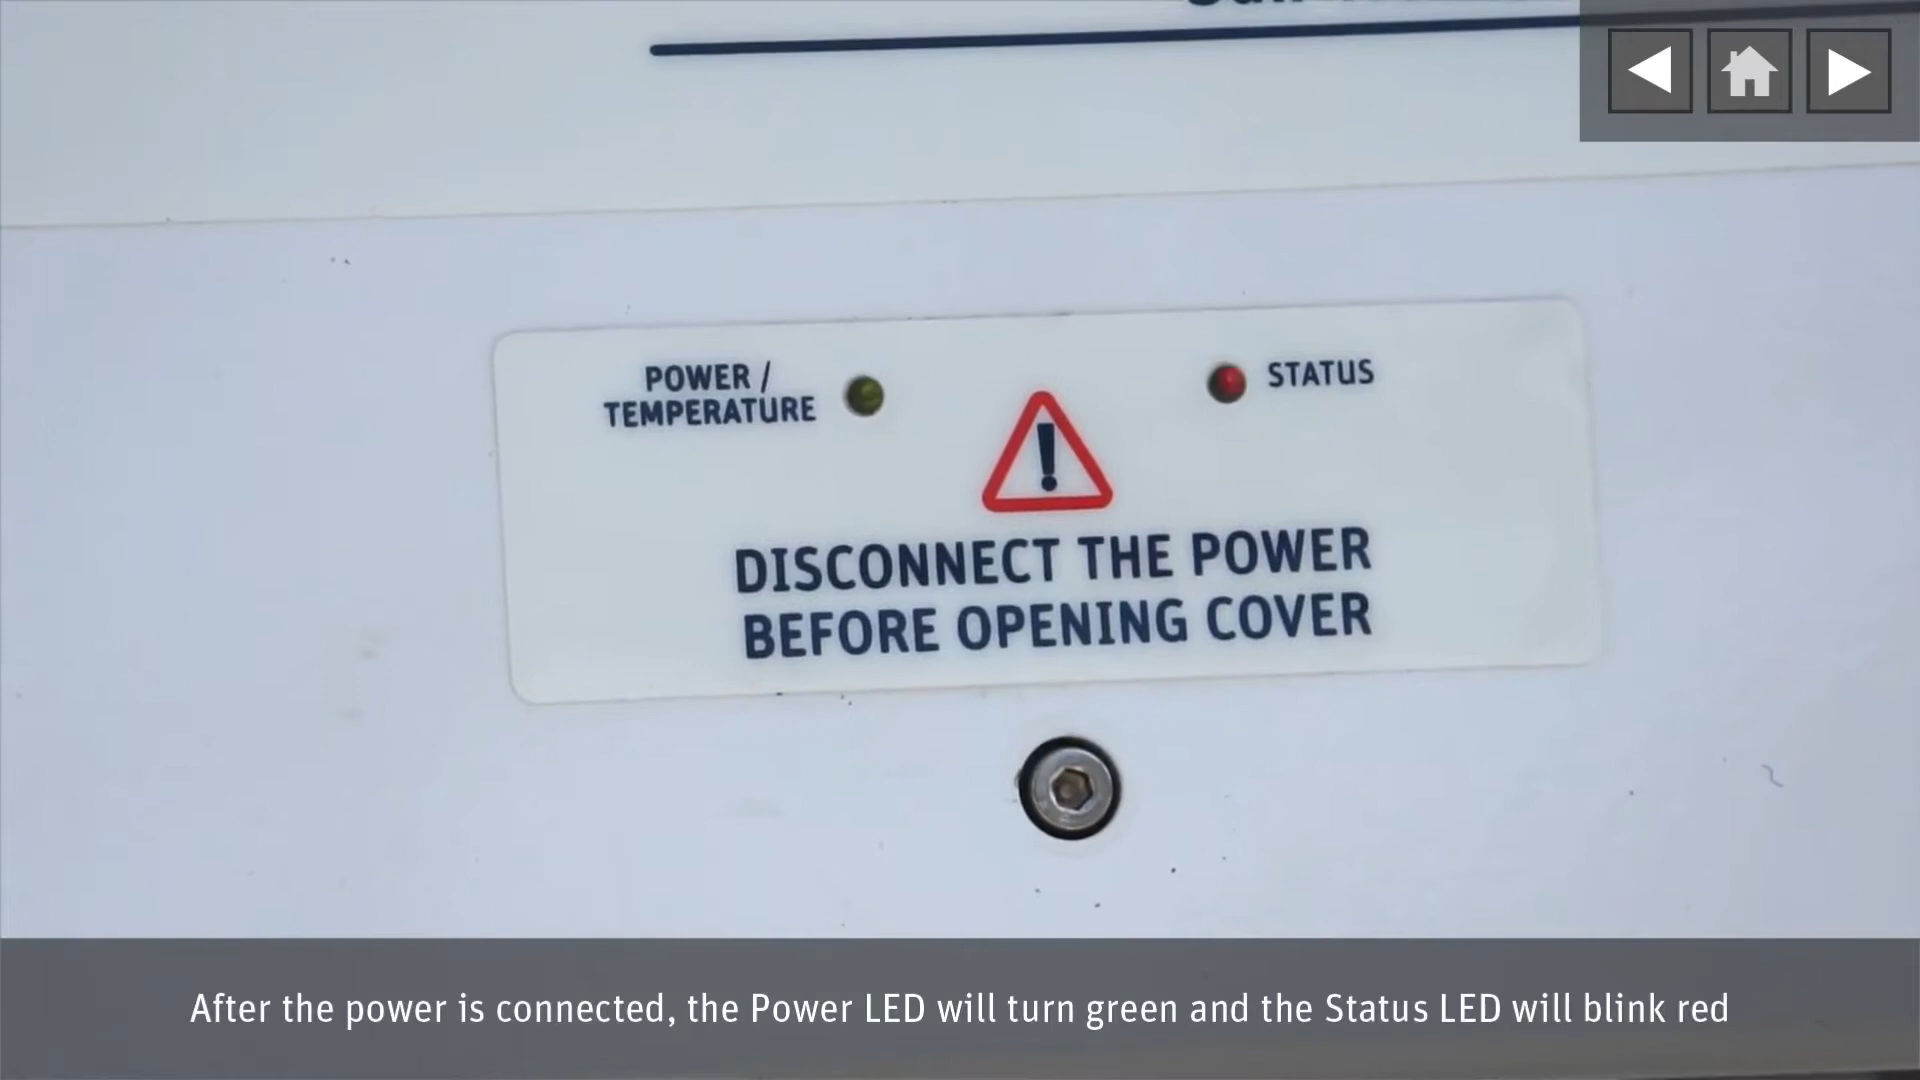 POWER /
TEMPERATURE
STATUS
!
DISCONNECT THE POWER
BEFORE OPENING COVER
After the power is connected, the Power LED will turn green and the Status LED will blink red